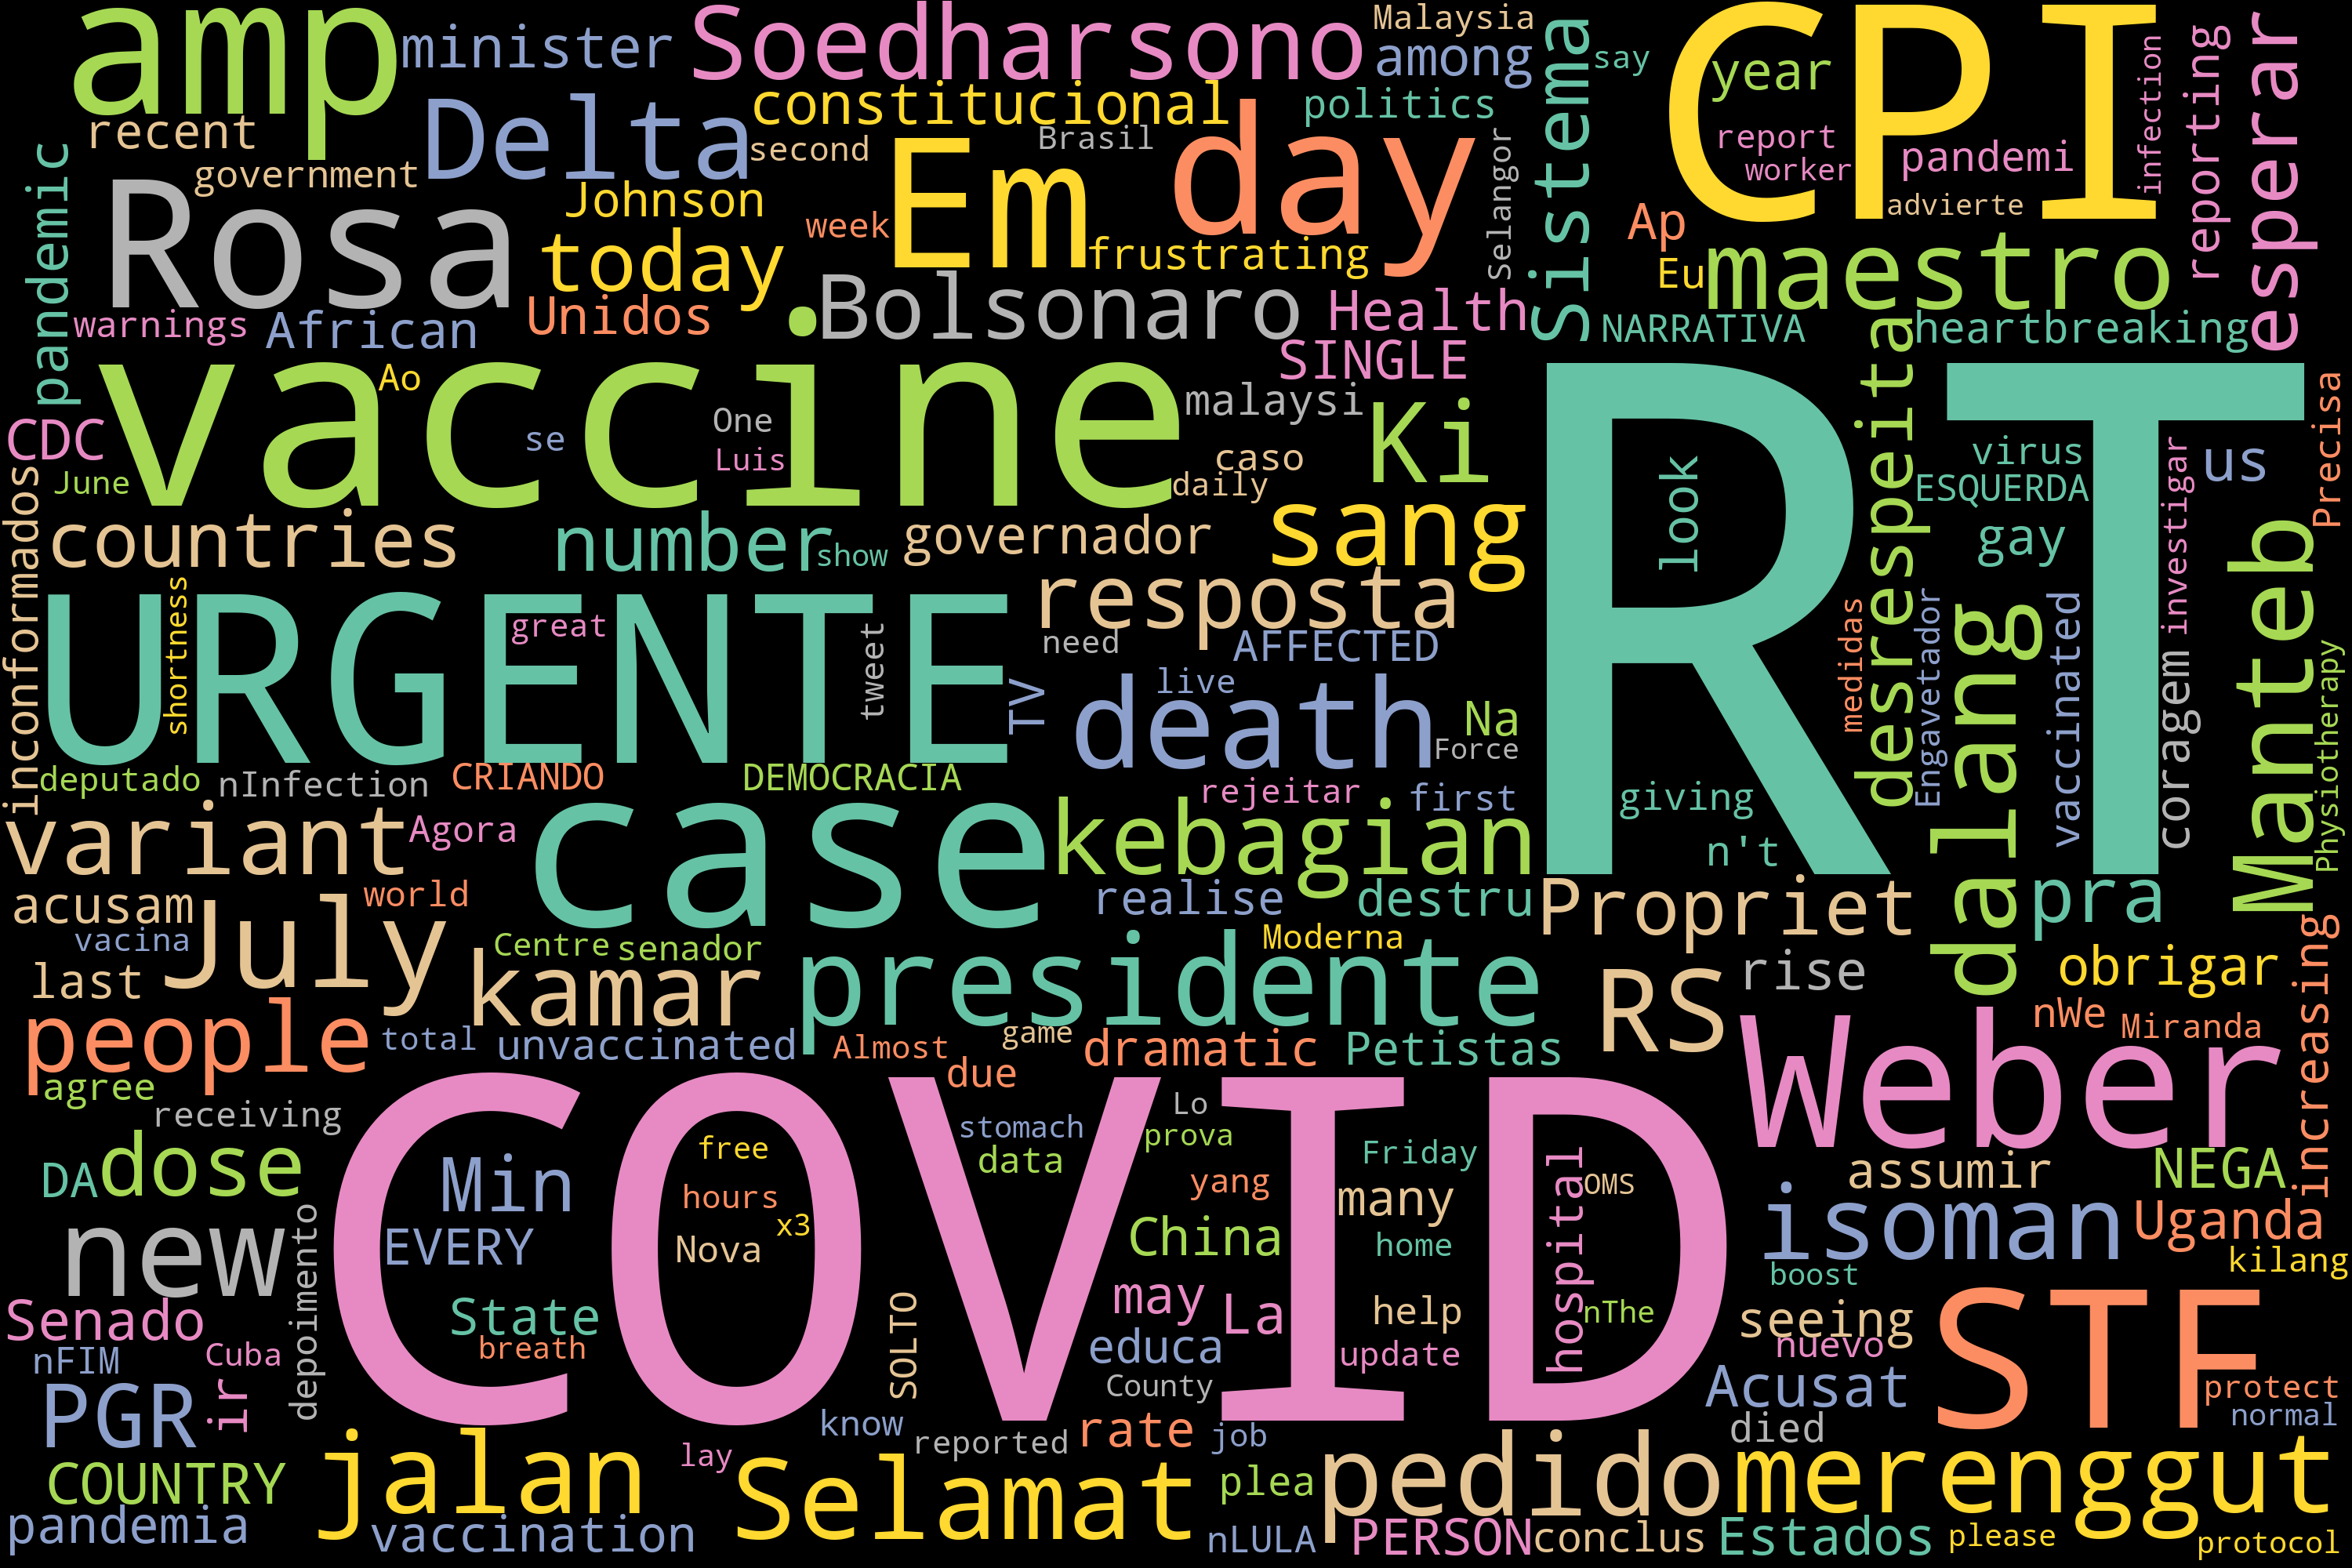 amp
minister
Soedharsono
Malaysia
among
say
Sistema
CPI
year
report
worker
pandemi
advierte
infection
reporting
esperar
recent
Delta
constitucional
second
Brasil
politics
day
Em
government
pandemic
Rosa
Johnson
today
week
frustrating
Selangor
Ap
Eu
maestro
warnings
African
Unidos
Bolsonaro
Health
NARRATIVA
heartbreaking
SINGLE
vaccine
Ao
malaysi
Ki
RT
desrespeita
Precisa
CDC
June
se
One
Luis
caso
daily
look
virus
ESQUERDA
us
investigar
inconformados
countries
number
show
governador
sang
gay
Manteb
resposta
URGENTE
shortness
great
tweet
TV
need
AFFECTED
live
death
Na
Force
medidas
Engavetador
dalang
vaccinated
coragem
Physiotherapy
deputado
nInfection
CRIANDO
DEMOCRACIA
rejeitar
first
giving
n't
variant
Agora
case
kebagian
acusam
world
July
vacina
realise
destru
Propriet
pra
Centre
senador
Moderna
last
kamar
presidente
RS
rise
obrigar
increasing
people
total
unvaccinated
Almost
game
due
dramatic
Petistas
nWe
Miranda
Weber
agree
receiving
COVID
stomach
data
Lo
prova
free
hours
x3
Nova
yang
Friday
many
home
hospital
OMS
DA
dose
Min
EVERY
China
assumir
NEGA
isoman
Uganda
kilang
boost
new
depoimento
State
breath
SOLTO
may
La
help
update
nThe
seeing
nuevo
STF
Senado
nFIM
Cuba
ir
educa
County
Acusat
protect
normal
PGR
know
reported
rate
job
died
COUNTRY
jalan
lay
Selamat
plea
pedido
merenggut
pandemia
vaccination
nLULA
PERSON
conclus
Estados
please
protocol